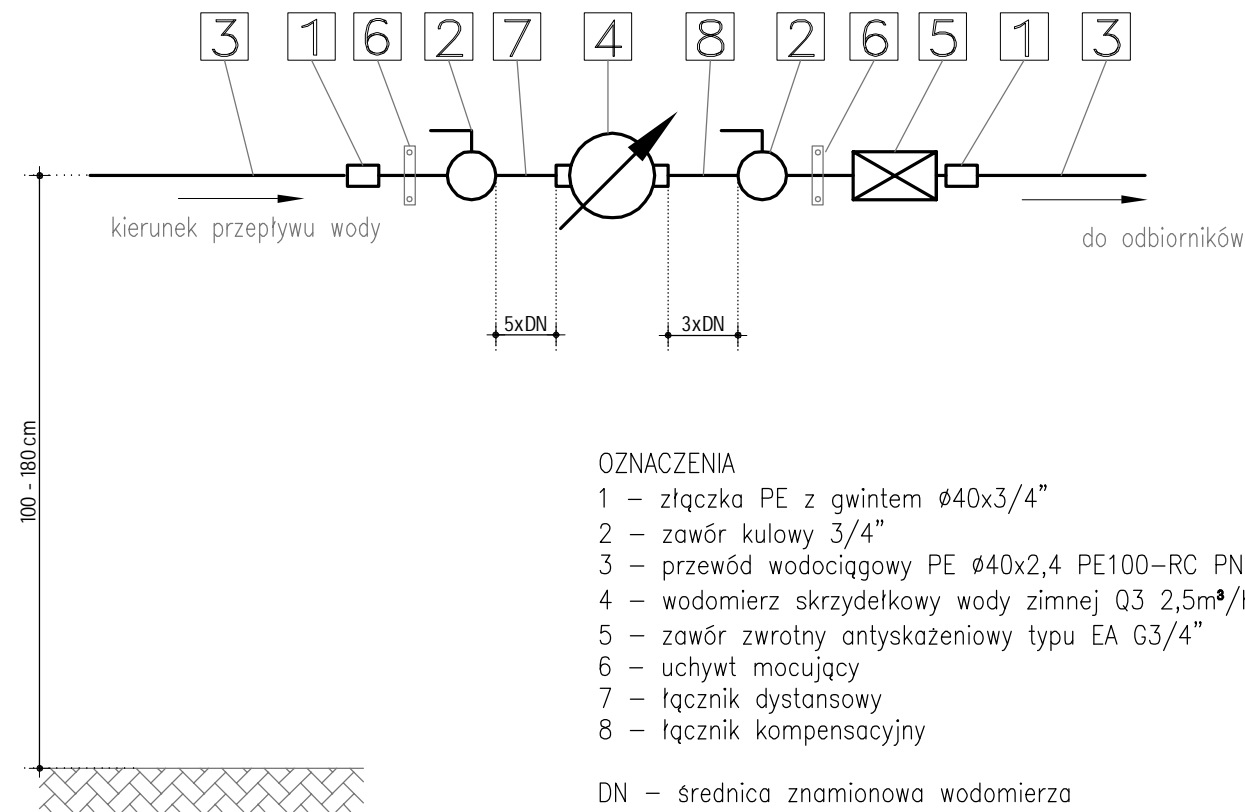 3 1 6 2 7 4 8 2 6 5 1 3
kierunek przepływu wody
do odbiorników
5xDN 3xDN
100 - 180 cm
OZNACZENIA
1 – złączka PE z gwintem Ø40x3/4”
2 – zawór kulowy 3/4”
3 – przewód wodociągowy PE Ø40x2,4 PE100–RC PN
4 – wodomierz skrzydełkowy wody zimnej Q3 2,5m³/h
5 – zawór zwrotny antyskażeniowy typu EA G3/4”
6 – uchywt mocujący
7 – łącznik dystansowy
8 – łącznik kompensacyjny
DN – średnica znamionowa wodomierza